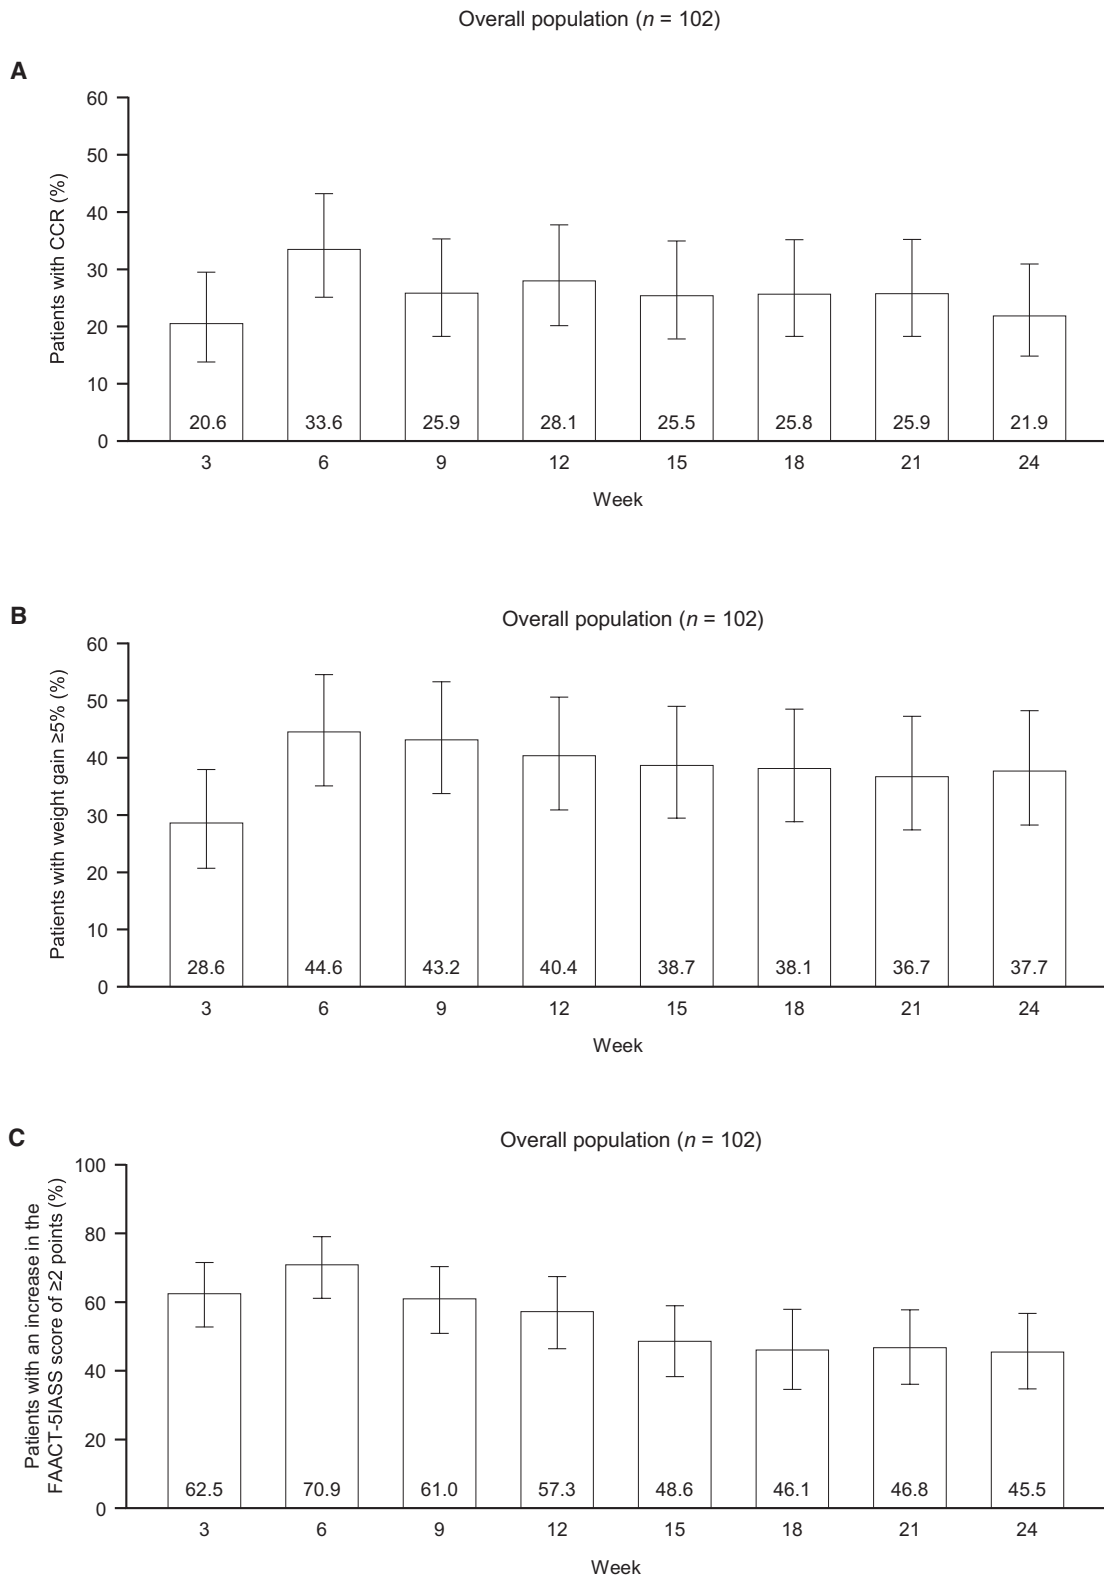 Overall population (n = 102)
A
Patients with CCR (%)
60
50
40
30
20
10
0
20.6 33.6 25.9 28.1 25.5 25.8 25.9 21.9
3 6 9 12 15 18 21 24
Week
B
Overall population (n = 102)
Patients with weight gain ≥5% (%)
60
50
40
30
20
10
0
28.6 44.6 43.2 40.4 38.7 38.1 36.7 37.7
3 6 9 12 15 18 21 24
Week
C
Overall population (n = 102)
Patients with an increase in the
FAACT-5IASS score of ≥2 points (%)
100
80
60
40
20
0
62.5 70.9 61.0 57.3 48.6 46.1 46.8 45.5
3 6 9 12 15 18 21 24
Week